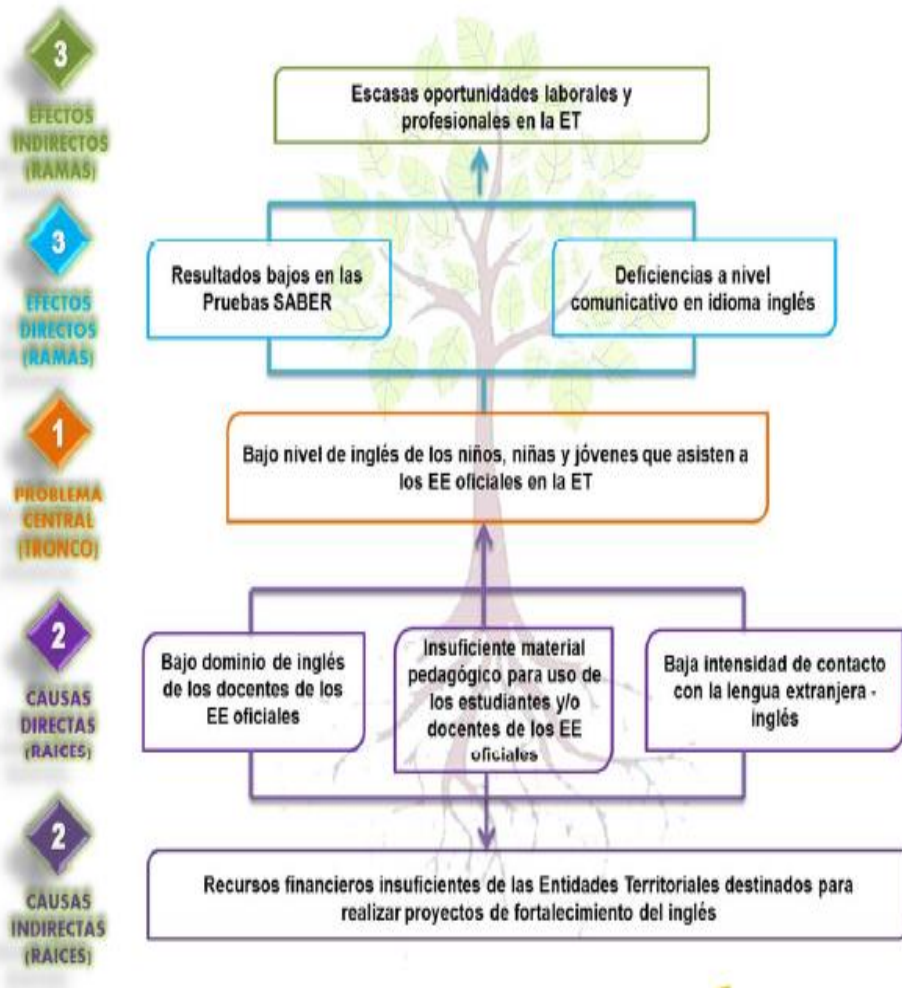 3
EFECTOS
INDIRECTOS
(RAMAS)
Escasas oportunidades laborales y
profesionales en la ET
3
EFECTOS
DIRECTOS
(RAMAS)
Resultados bajos en las
Pruebas SABER
Deficiencias a nivel
comunicativo en idioma inglés
1
PROBLEMA
CENTRAL
(TRONCO)
Bajo nivel de inglés de los niños, niñas y jóvenes que asisten a
los EE oficiales en la ET
2
CAUSAS
DIRECTAS
(RAICES)
Bajo dominio de inglés
de los docentes de los
EE oficiales
Insuficiente material
pedagógico para uso de
los estudiantes y/o
docentes de los EE
oficiales
Baja intensidad de contacto
con la lengua extranjera -
inglés
2
CAUSAS
INDIRECTAS
(RAICES)
Recursos financieros insuficientes de las Entidades Territoriales destinados para
realizar proyectos de fortalecimiento del inglés